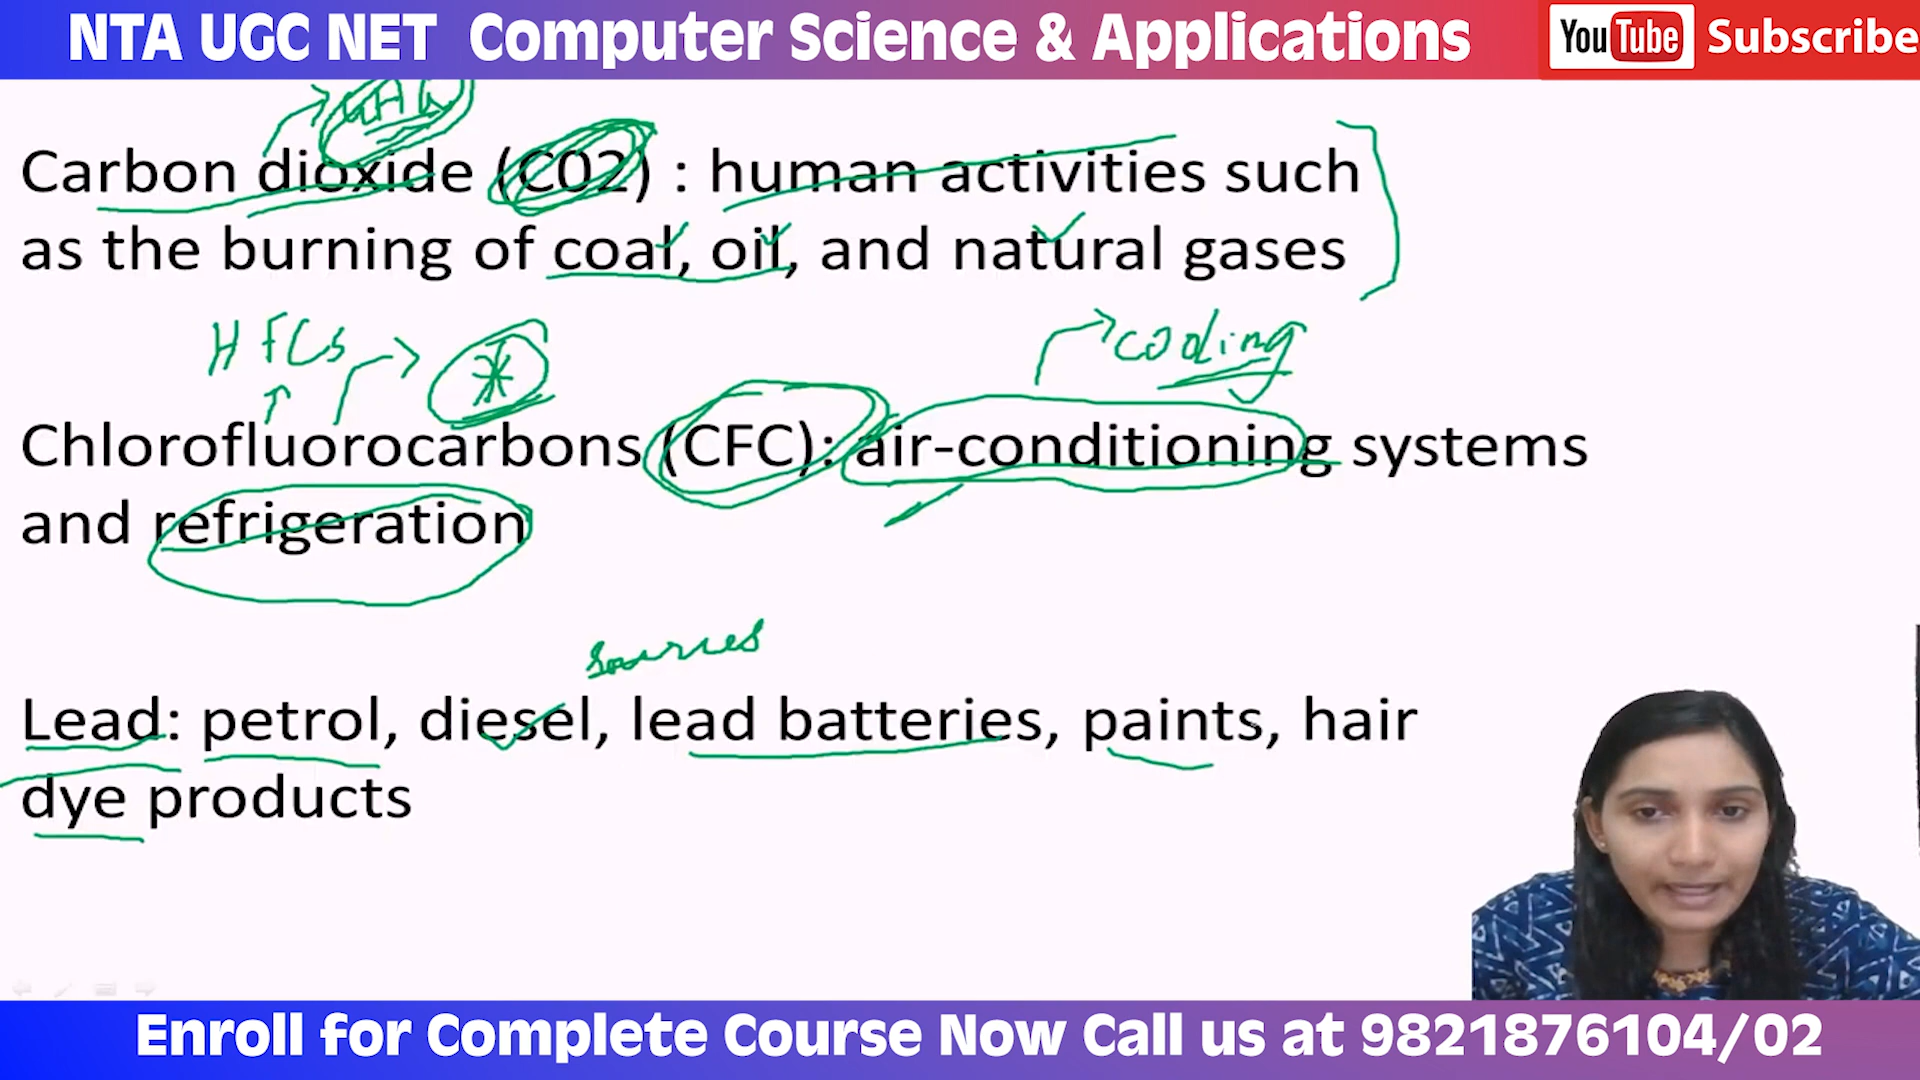 NTA UGC NET Computer Science & Applications
YouTube Subscribe
Carbon dioxide (C02) : human activities such
as the burning of coal, oil, and natural gases
HFCs
coding
Chlorofluorocarbons (CFC): air-conditioning systems
and refrigeration
sources
Lead: petrol, diesel, lead batteries, paints, hair
dye products
Enroll for Complete Course Now Call us at 9821876104/02